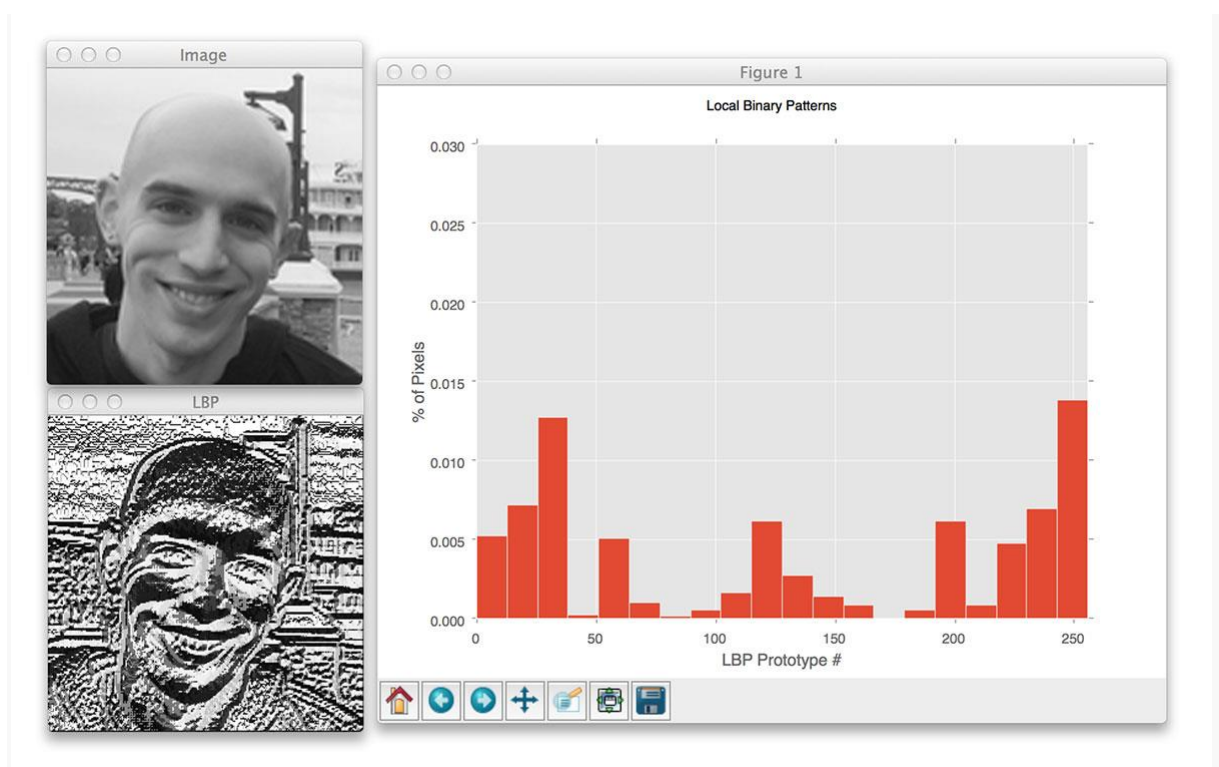 Image
LBP
Figure 1
Local Binary Patterns
0.030
0.025
0.020
0.015
0.010
0.005
0.000
% of Pixels
0 50 100 150 200 250
LBP Prototype #